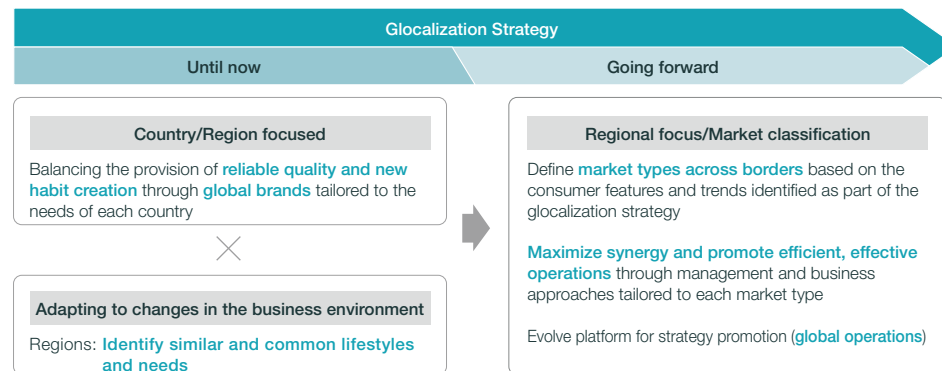 Glocalization Strategy
Until now
Going forward
Country/Region focused
Balancing the provision of reliable quality and new
habit creation through global brands tailored to the
needs of each country
Adapting to changes in the business environment
Regions: Identify similar and common lifestyles
and needs
Regional focus/Market classification
Define market types across borders based on the
consumer features and trends identified as part of the
glocalization strategy
Maximize synergy and promote efficient, effective
operations through management and business
approaches tailored to each market type
Evolve platform for strategy promotion (global operations)